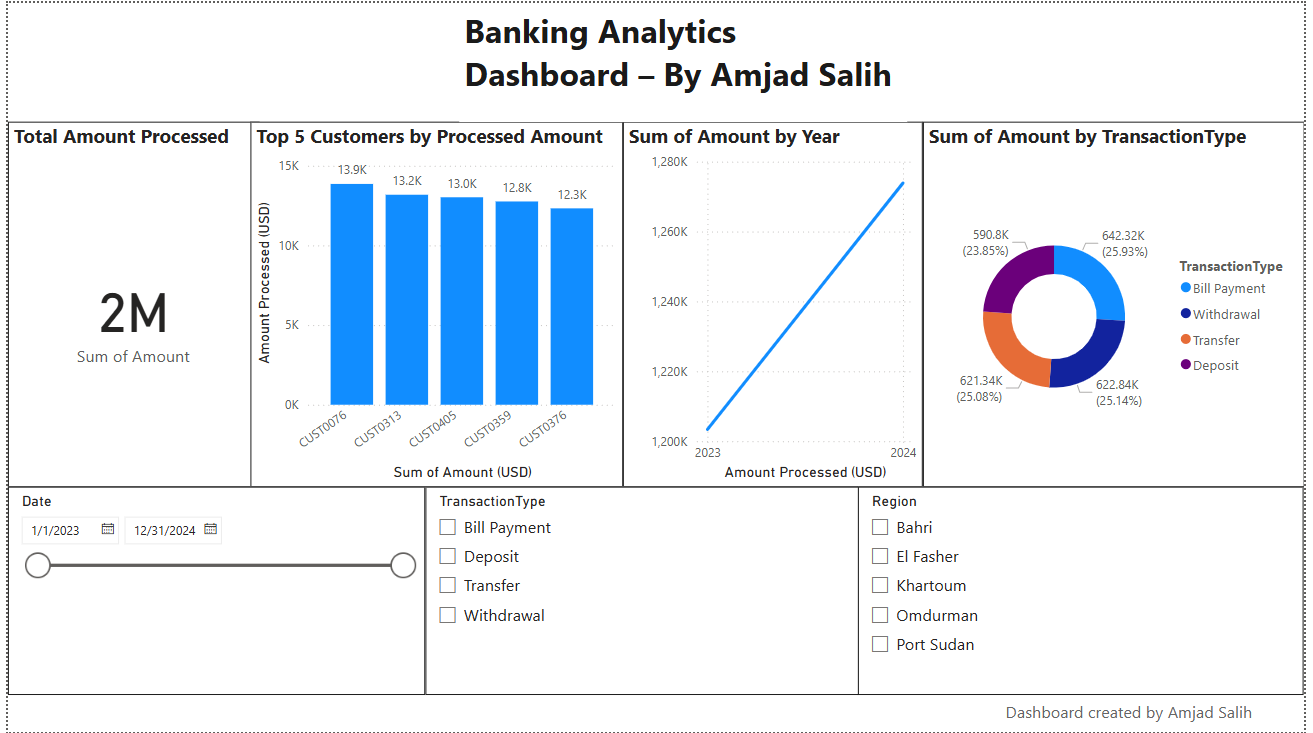 Banking Analytics
Dashboard – By Amjad Salih
Total Amount Processed
2M
Sum of Amount
Top 5 Customers by Processed Amount
Amount Processed (USD)
15K
10K
5K
0K
13.9K
13.2K
13.0K
12.8K
12.3K
CUST0076
CUST0313
CUST0405
CUST0359
CUST0376
Sum of Amount (USD)
Sum of Amount by Year
1,280K
1,260K
1,240K
1,220K
1,200K
2023
2024
Amount Processed (USD)
Sum of Amount by TransactionType
590.8K
(23.85%)
642.32K
(25.93%)
621.34K
(25.08%)
622.84K
(25.14%)
TransactionType
Bill Payment
Withdrawal
Transfer
Deposit
Date
1/1/2023
12/31/2024
TransactionType
Bill Payment
Deposit
Transfer
Withdrawal
Region
Bahri
El Fasher
Khartoum
Omdurman
Port Sudan
Dashboard created by Amjad Salih